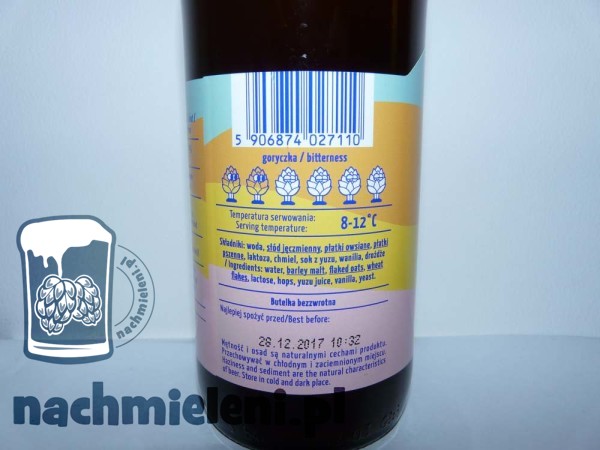 5 906874 027110
goryczka / bitterness
Temperatura serwowania:
Serving temperature:
8-12°C
Składniki: woda, słód jęczmienny, płatki owsiane, płatki
pszenne, laktoza, chmiel, sok z yuzu, wanilia, drożdże
/ Ingredients: water, barley malt, flaked oats, wheat
flakes, lactose, hops, yuzu juice, vanilla, yeast.
Butelka bezzwrotna
Najlepiej spożyć przed/Best before:
28.12.2017 10:32
Mętność i osad są naturalnymi cechami produktu.
Przechowywać w chłodnym i zaciemnionym miejscu.
Haziness and sediment are the natural characteristics
of beer. Store in cold and dark place.
nachmieleni.pl
nachmieleni.pl